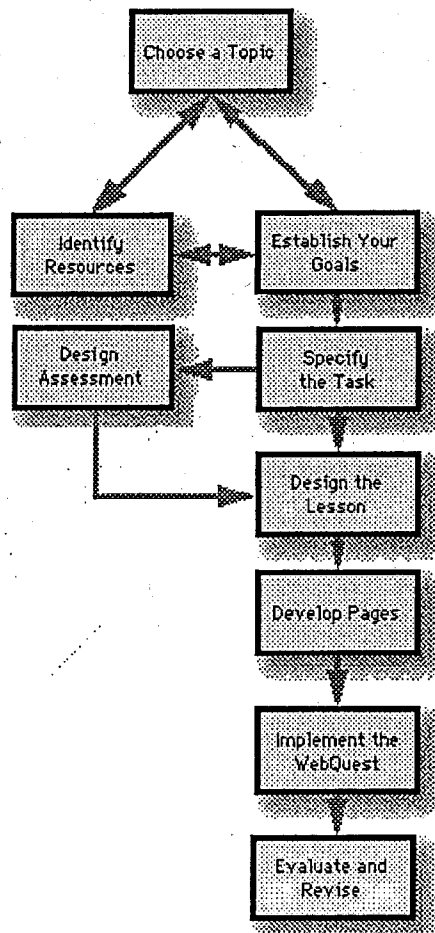 Choose a Topic
Identify
Resources
Establish Your
Goals
Design
Assessment
Specify
the Task
Design the
Lesson
Develop Pages
Implement the
WebQuest
Evaluate and
Revise